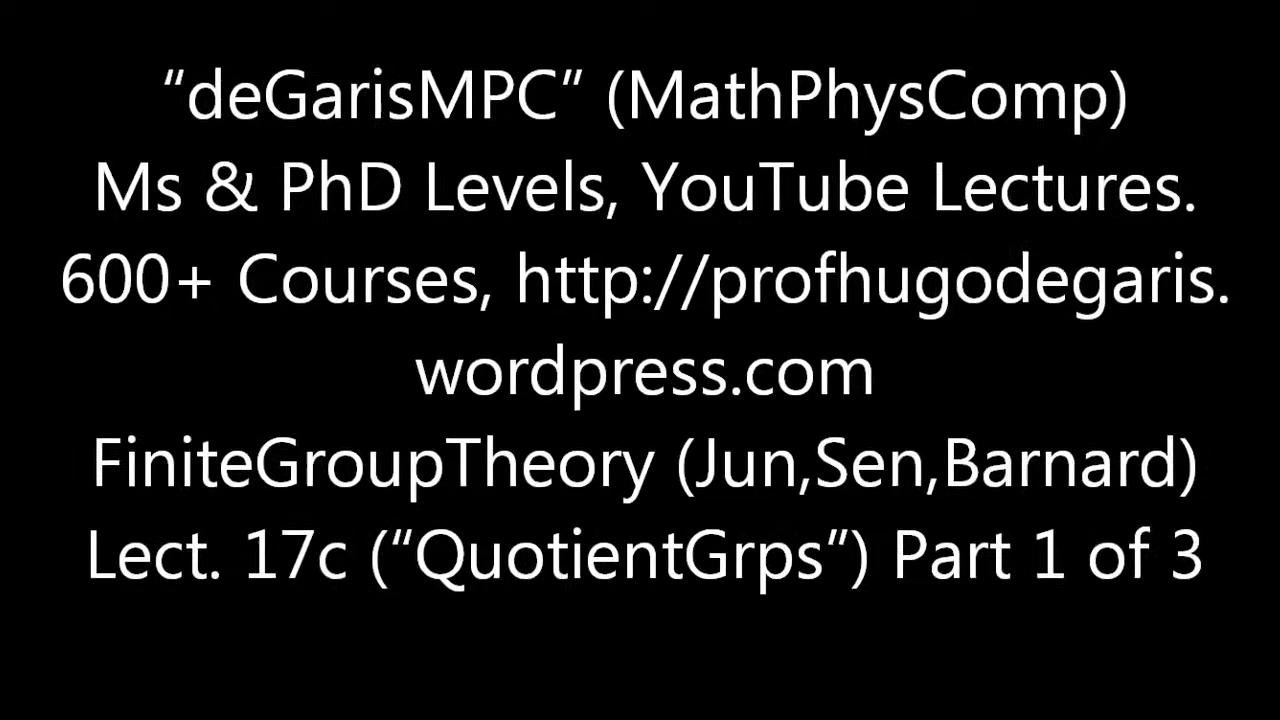 “deGarisMPC” (MathPhysComp)
Ms & PhD Levels, YouTube Lectures.
600+ Courses, http://profhugodegaris.
wordpress.com
FiniteGroupTheory (Jun,Sen,Barnard)
Lect. 17c (“QuotientGrps”) Part 1 of 3